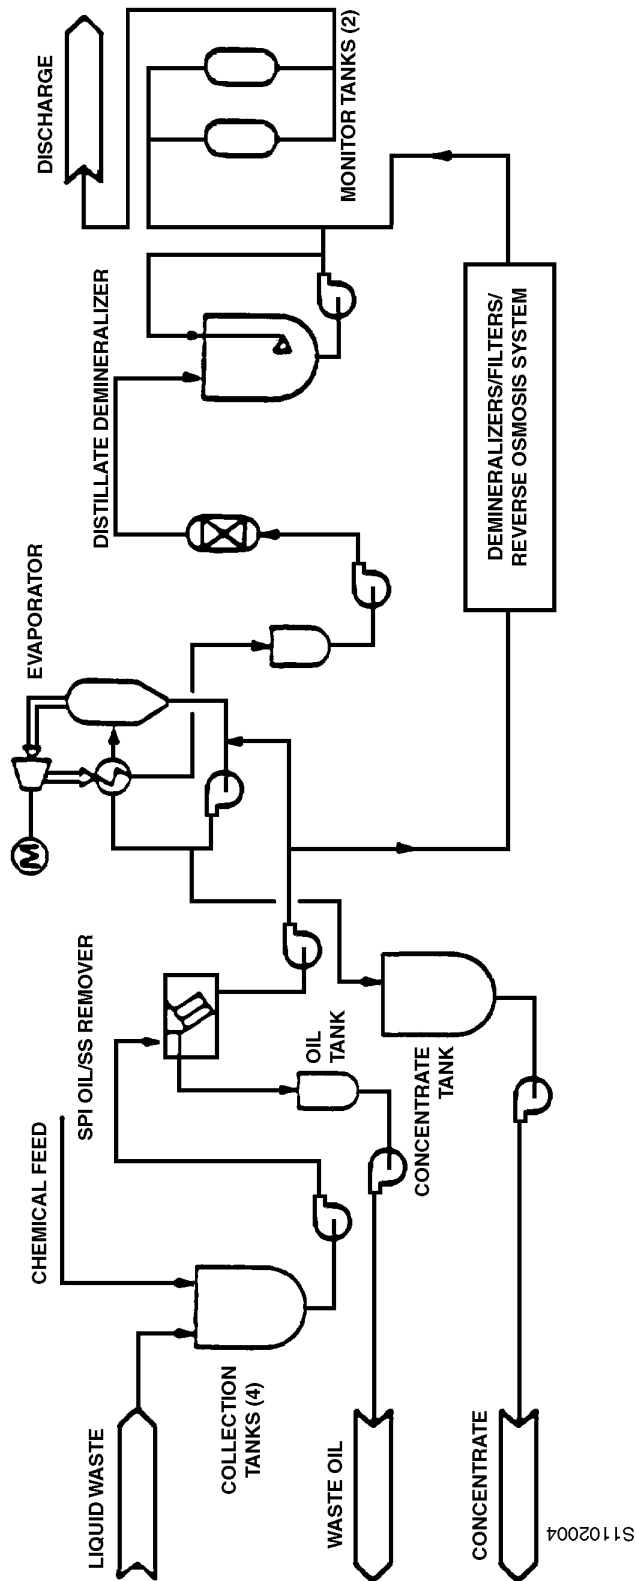 LIQUID WASTE
CHEMICAL FEED
COLLECTION
TANKS (4)
SPI OIL/SS REMOVER
OIL
TANK
WASTE OIL
CONCENTRATE
TANK
CONCENTRATE
M
EVAPORATOR
DISTILLATE DEMINERALIZER
DEMINERALIZERS/FILTERS/
REVERSE OSMOSIS SYSTEM
MONITOR TANKS (2)
DISCHARGE
S1102004